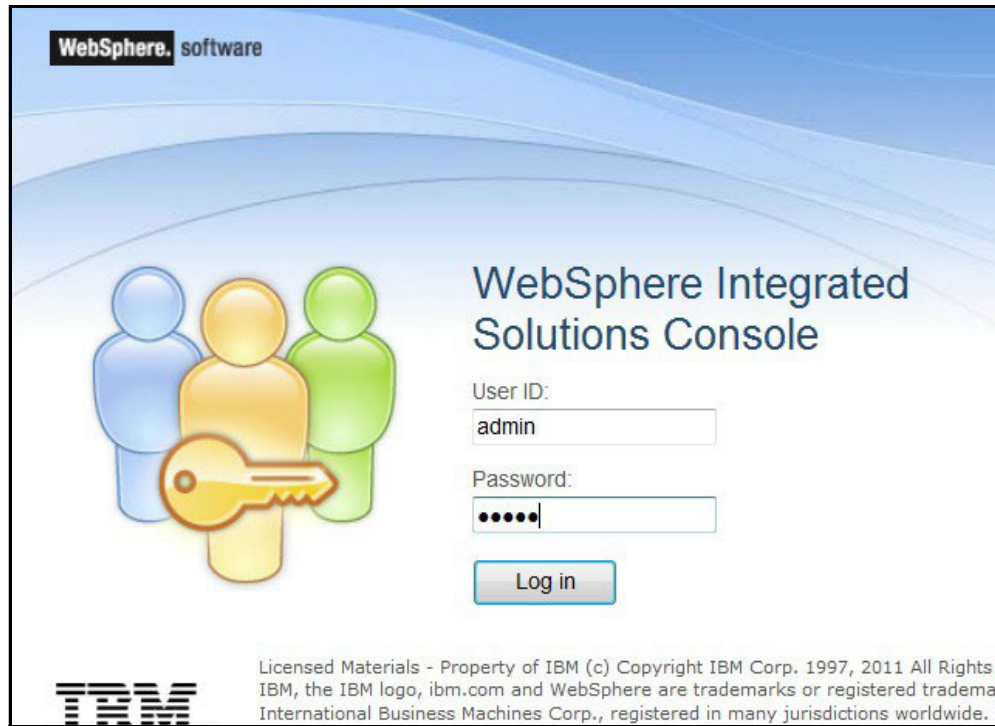 WebSphere. software
WebSphere Integrated
Solutions Console
User ID:
admin
Password:
•••••
Log in
Licensed Materials - Property of IBM (c) Copyright IBM Corp. 1997, 2011 All Rights
IBM, the IBM logo, ibm.com and WebSphere are trademarks or registered tradema
International Business Machines Corp., registered in many jurisdictions worldwide.
IBM